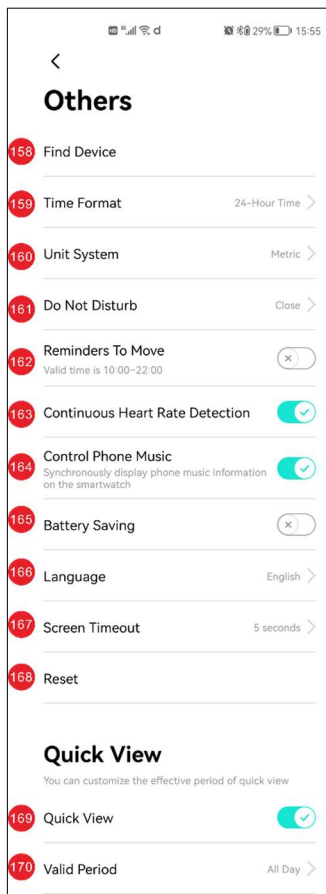 29% 15:55
Others
158 Find Device
159 Time Format 24-Hour Time
160 Unit System Metric
161 Do Not Disturb Close
162 Reminders To Move
Valid time is 10:00~22:00
163 Continuous Heart Rate Detection
164 Control Phone Music
Synchronously display phone music information
on the smartwatch
165 Battery Saving
166 Language English
167 Screen Timeout 5 seconds
168 Reset
Quick View
You can customize the effective period of quick view
169 Quick View
170 Valid Period All Day